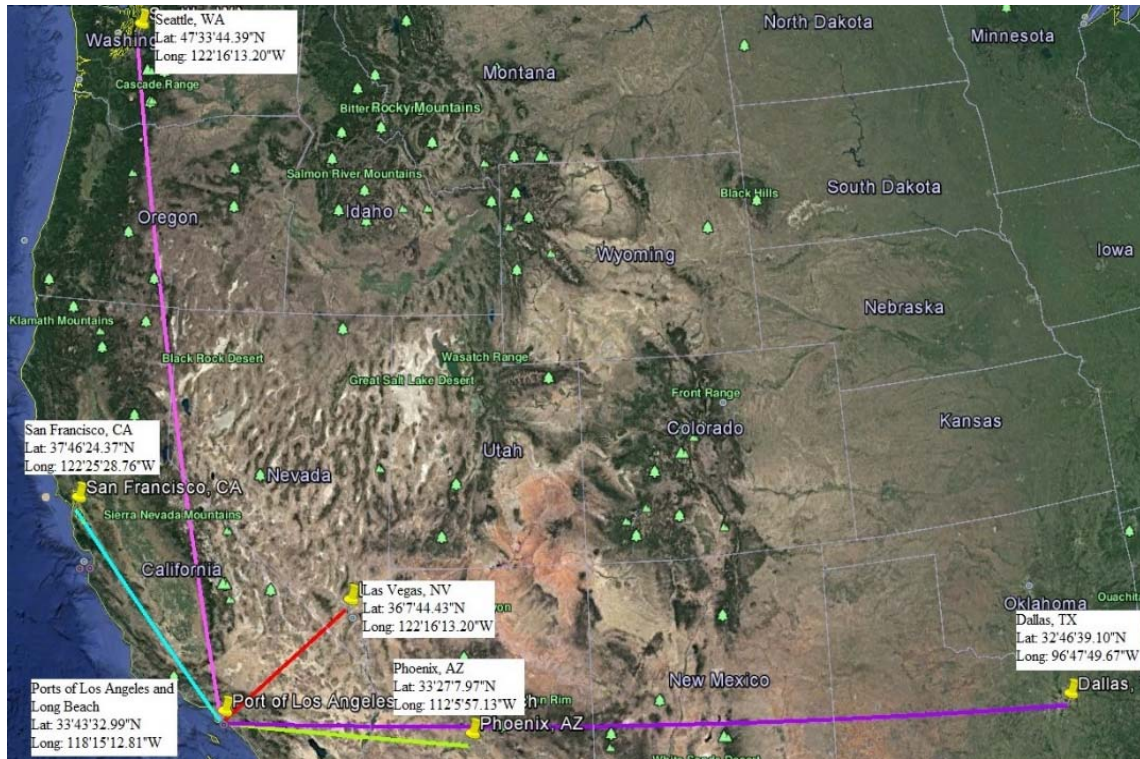 Seattle, WA
Lat: 47'33'44.39"N
Long: 122'16'13.20"W
Cascade Range
Montana
North Dakota
Minnesota
Salmon River Mountains
Idaho
Oregon
Black Hills
South Dakota
Wyoming
Iowa
Nebraska
Klamath Mountains
Black Rock Desert
Wasatch Range
Great Salt Lake Desert
Front Range
Colorado
Kansas
Utah
Nevada
San Francisco, CA
Lat: 37'46'24.37"N
Long: 122'25'28.76"W
San Francisco, CA
Sierra Nevada Mountains
California
Las Vegas, NV
Lat: 36'7'44.43"N
Long: 122'16'13.20"W
Oklahoma
Dallas, TX
Lat: 32'46'39.10"N
Long: 96'47'49.67"W
Phoenix, AZ
Lat: 33'27'7.97"N
Long: 112'5'57.13"W
New Mexico
Ports of Los Angeles and
Long Beach
Lat: 33'43'32.99"N
Long: 118'15'12.81"W
Port of Los Angeles
Phoenix, AZ
Dallas,